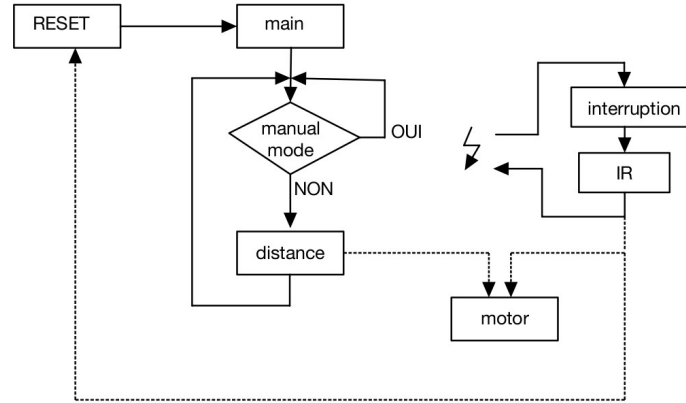 RESET
main
manual
mode
OUI
NON
distance
interruption
IR
motor